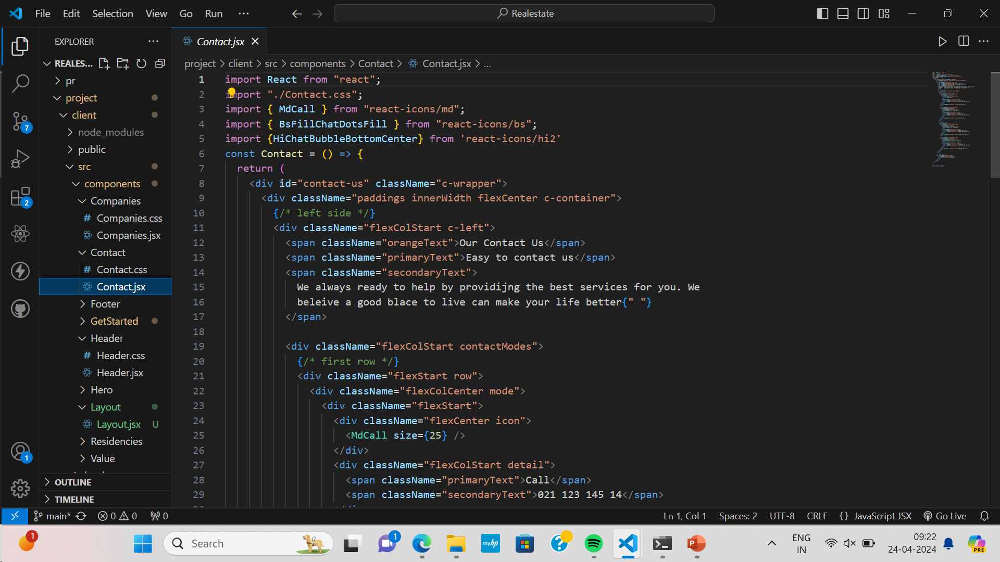 File Edit Selection View Go Run ...
Realestate
EXPLORER ...
REALES...
pr
project
client
node_modules
public
src
components
Companies
# Companies.css
Companies.jsx
Contact
# Contact.css
Contact.jsx
Footer
GetStarted
Header
# Header.css
Header.jsx
Hero
Layout
Layout.jsx U
Residencies
Value
OUTLINE
TIMELINE
7
2
1
Contact.jsx
project > client > src > components > Contact > Contact.jsx > ...
1 import React from "react";
2 import "./Contact.css";
3 import { MdCall } from "react-icons/md";
4 import { BsFillChatDotsFill } from "react-icons/bs";
5 import {HiChatBubbleBottomCenter} from 'react-icons/hi2'
6 const Contact = () => {
7 return (
8 <div id="contact-us" className="c-wrapper">
9 <div className="paddings innerWidth flexCenter c-container">
10 {/* left side */}
11 <div className="flexColStart c-left">
12 <span className="orangeText">Our Contact Us</span>
13 <span className="primaryText">Easy to contact us</span>
14 <span className="secondaryText">
15 We always ready to help by providijng the best services for you. We
16 beleive a good blace to live can make your life better{" "}
17 </span>
18
19 <div className="flexColStart contactModes">
20 {/* first row */}
21 <div className="flexStart row">
22 <div className="flexColCenter mode">
23 <div className="flexStart">
24 <div className="flexCenter icon">
25 <MdCall size={25} />
26 </div>
27 <div className="flexColStart detail">
28 <span className="primaryText">Call</span>
29 <span className="secondaryText">021 123 145 14</span>
main* 0 0 0
Ln 1, Col 1 Spaces: 2 UTF-8 CRLF {} JavaScript JSX Go Live
1
Search
1
myhp
?
P
ENG
IN
09:22
24-04-2024
PRE